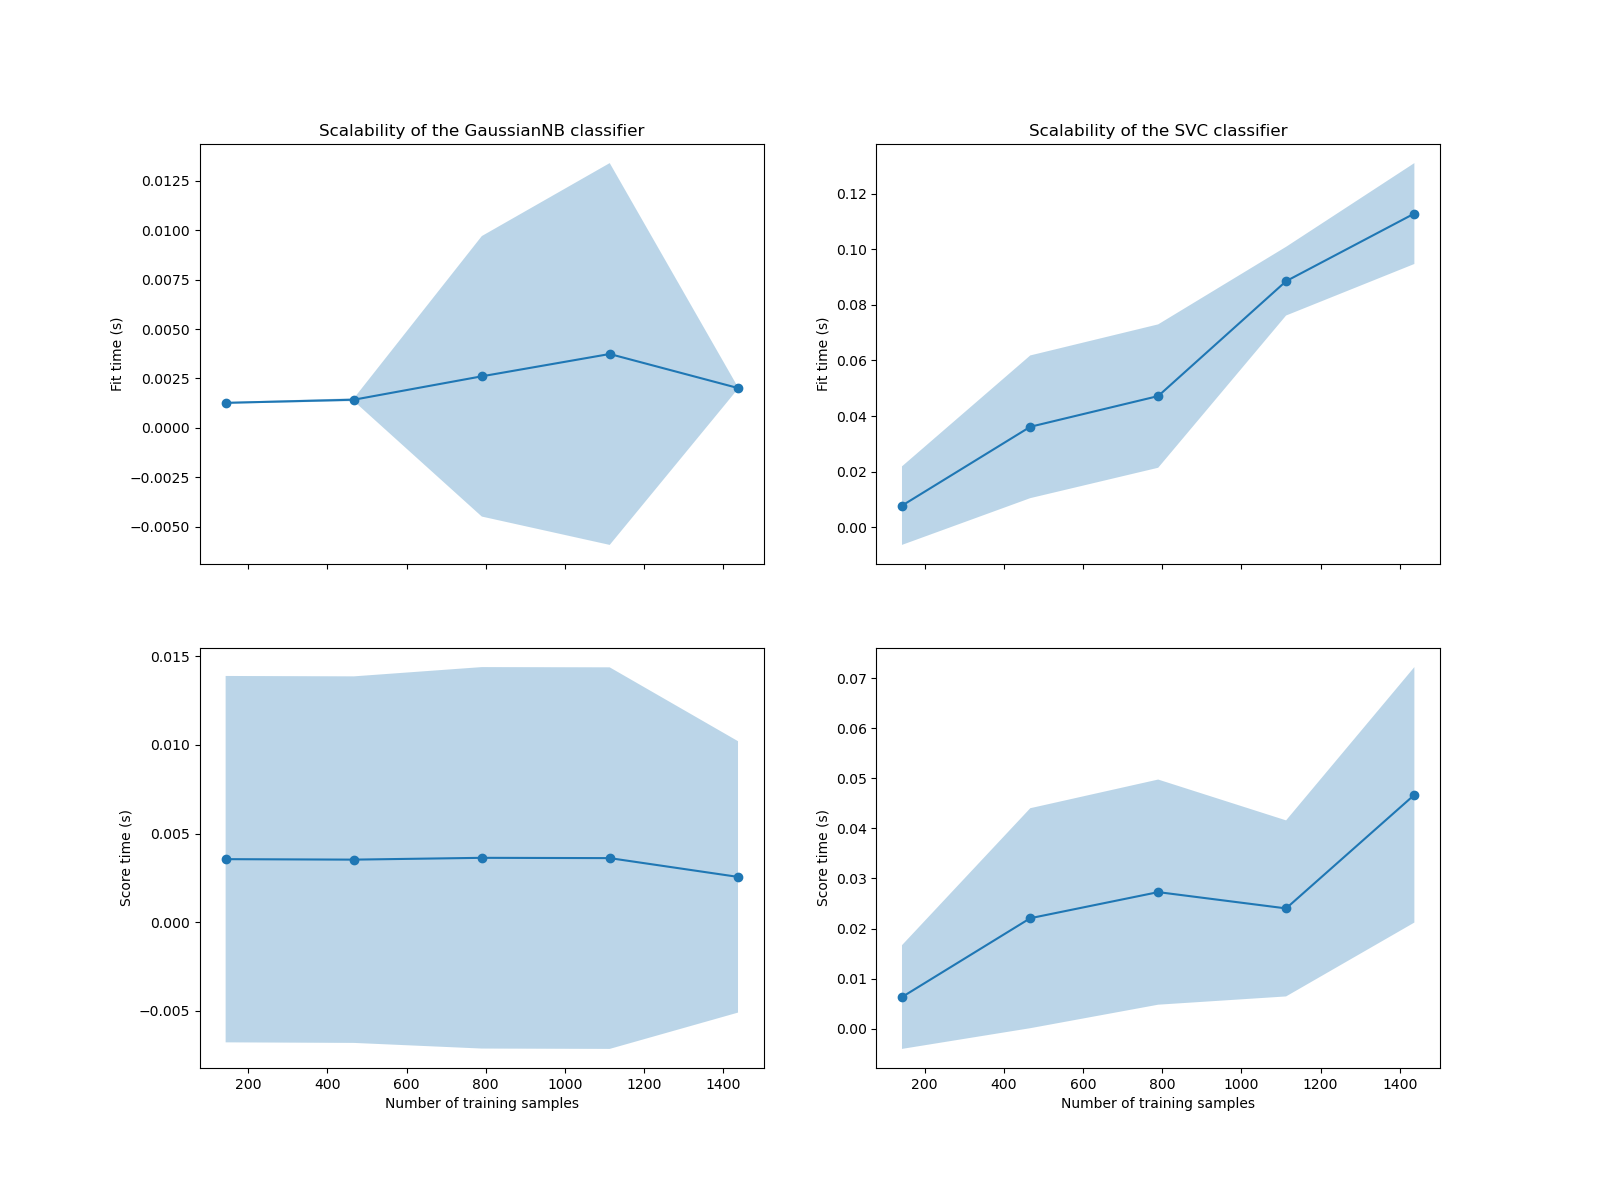 Scalability of the GaussianNB classifier
Fit time (s)
0.0125
0.0100
0.0075
0.0050
0.0025
0.0000
−0.0025
−0.0050
Scalability of the SVC classifier
Fit time (s)
0.12
0.10
0.08
0.06
0.04
0.02
0.00
Score time (s)
0.015
0.010
0.005
0.000
−0.005
200 400 600 800 1000 1200 1400
Number of training samples
Score time (s)
0.07
0.06
0.05
0.04
0.03
0.02
0.01
0.00
200 400 600 800 1000 1200 1400
Number of training samples